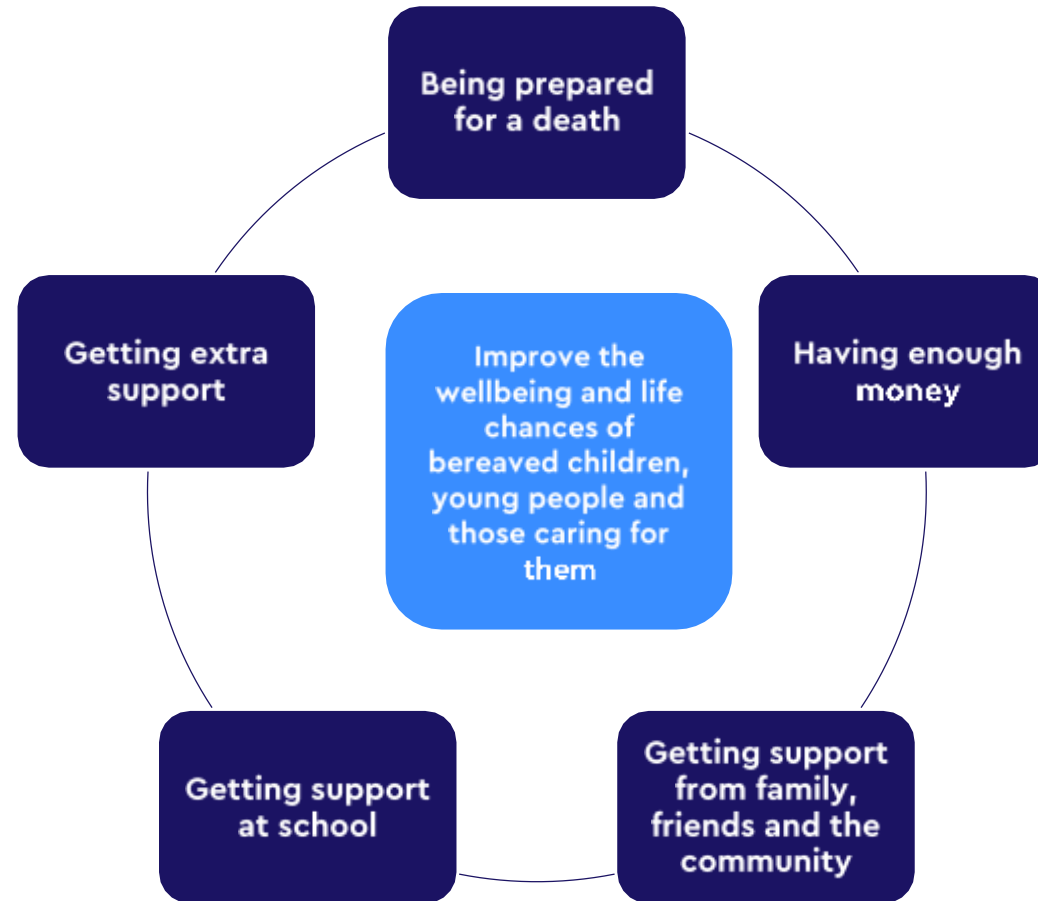 Being prepared
for a death
Getting extra
support
Improve the
wellbeing and life
chances of
bereaved children,
young people and
those caring for
them
Having enough
money
Getting support
at school
Getting support
from family,
friends and the
community